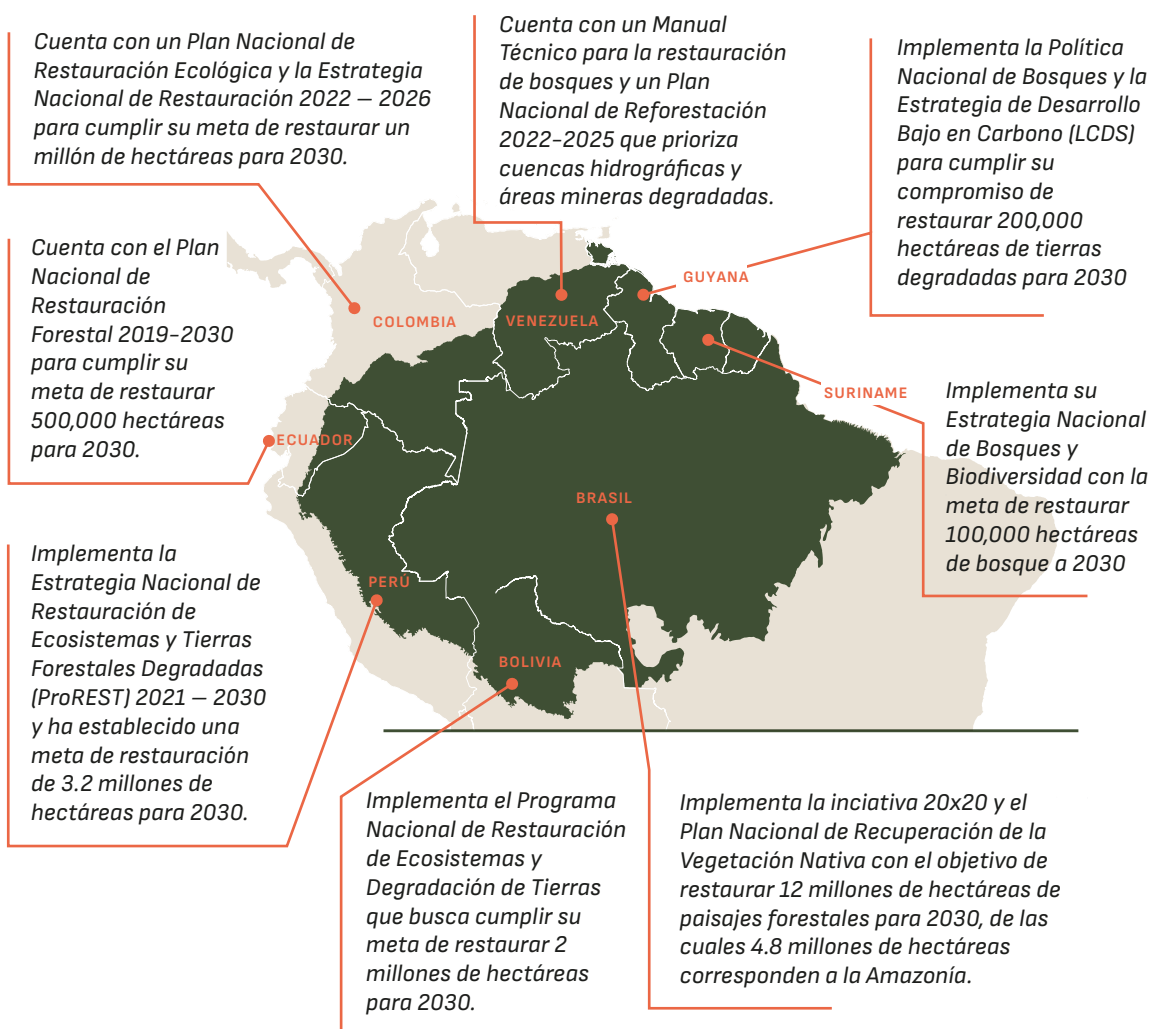 Cuenta con un Plan Nacional de
Restauración Ecológica y la Estrategia
Nacional de Restauración 2022 – 2026
para cumplir su meta de restaurar un
millón de hectáreas para 2030.
Cuenta con un Manual
Técnico para la restauración
de bosques y un Plan
Nacional de Reforestación
2022-2025 que prioriza
cuencas hidrográficas y
áreas mineras degradadas.
Implementa la Política
Nacional de Bosques y la
Estrategia de Desarrollo
Bajo en Carbono (LCDS)
para cumplir su
compromiso de
restaurar 200,000
hectáreas de tierras
degradadas para 2030
Cuenta con el Plan
Nacional de
Restauración
Forestal 2019-2030
para cumplir su
meta de restaurar
500,000 hectáreas
para 2030.
GUYANA
COLOMBIA
VENEZUELA
SURINAME
ECUADOR
BRASIL
PERÚ
BOLIVIA
Implementa su
Estrategia Nacional
de Bosques y
Biodiversidad con la
meta de restaurar
100,000 hectáreas
de bosque a 2030
Implementa la
Estrategia Nacional de
Restauración de
Ecosistemas y Tierras
Forestales Degradadas
(ProREST) 2021 – 2030
y ha establecido una
meta de restauración
de 3.2 millones de
hectáreas para 2030.
Implementa el Programa
Nacional de Restauración
de Ecosistemas y
Degradación de Tierras
que busca cumplir su
meta de restaurar 2
millones de hectáreas
para 2030.
Implementa la inciativa 20x20 y el
Plan Nacional de Recuperación de la
Vegetación Nativa con el objetivo de
restaurar 12 millones de hectáreas de
paisajes forestales para 2030, de las
cuales 4.8 millones de hectáreas
corresponden a la Amazonía.